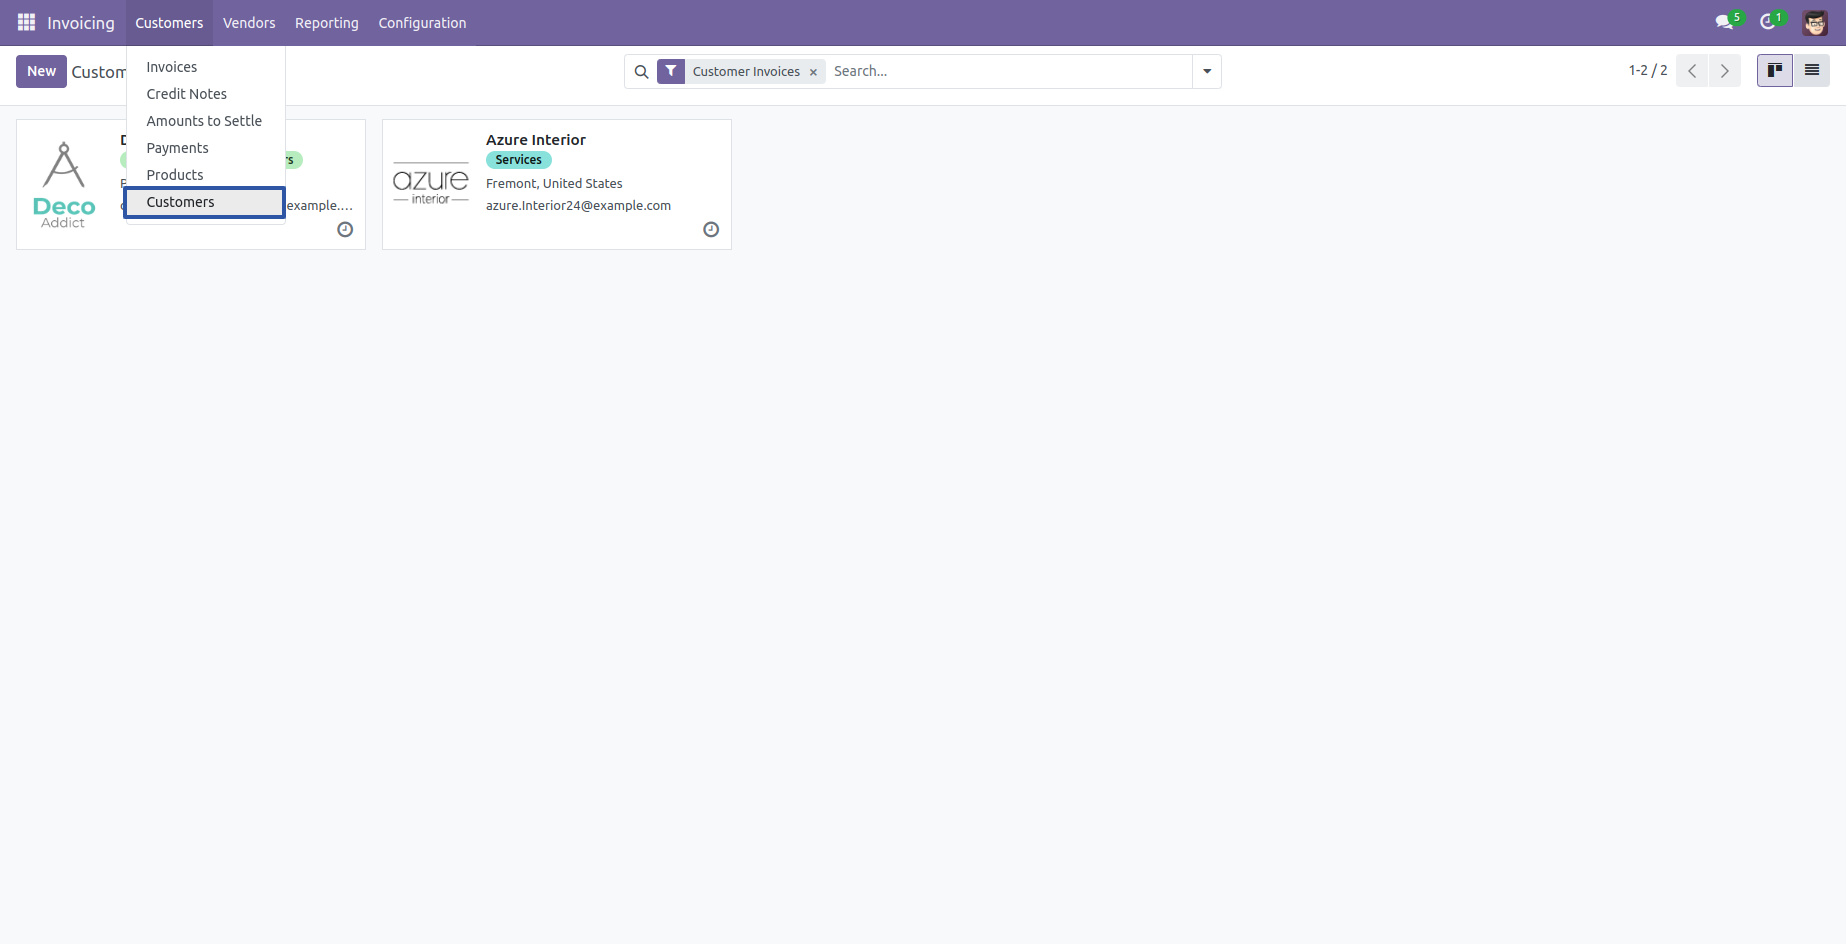 Invoicing Customers Vendors Reporting Configuration 5 1
New Custom Customer Invoices × Search... 1-2 / 2
Invoices
Credit Notes
Amounts to Settle
Payments
Products
Customers
Deco
Addict
example....
azure
interior
Azure Interior
Services
Fremont, United States
azure.Interior24@example.com